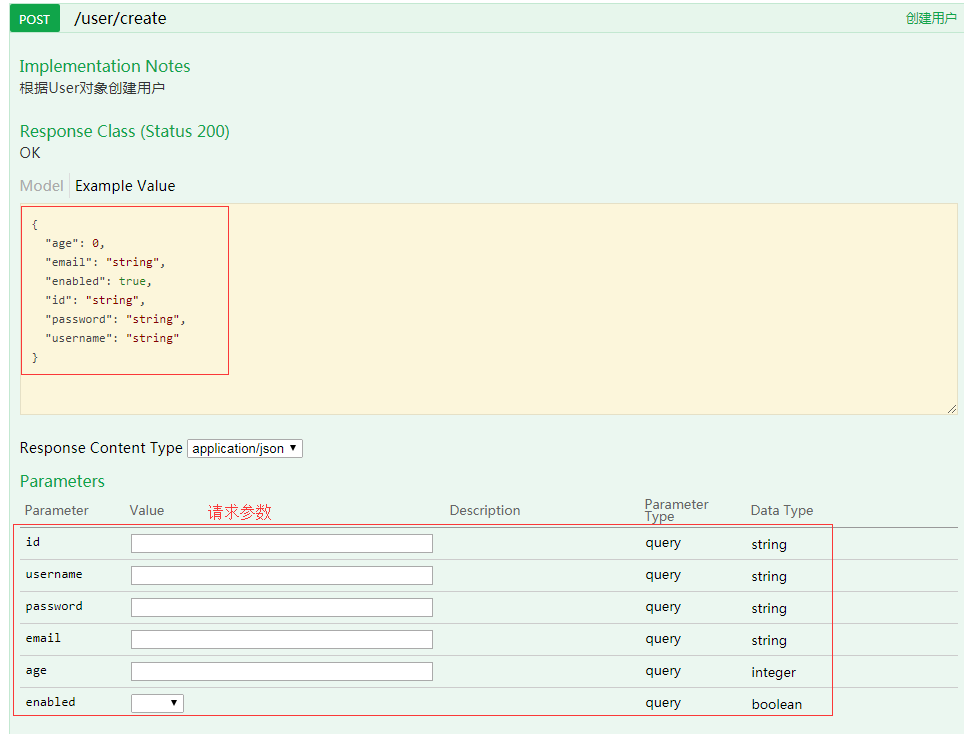 POST /user/create 创建用户
Implementation Notes
根据User对象创建用户
Response Class (Status 200)
OK
Model Example Value
{
"age": 0,
"email": "string",
"enabled": true,
"id": "string",
"password": "string",
"username": "string"
}
Response Content Type application/json
Parameters
Parameter Value 请求参数 Description Parameter Type Data Type
id query string
username query string
password query string
email query string
age query integer
enabled query boolean